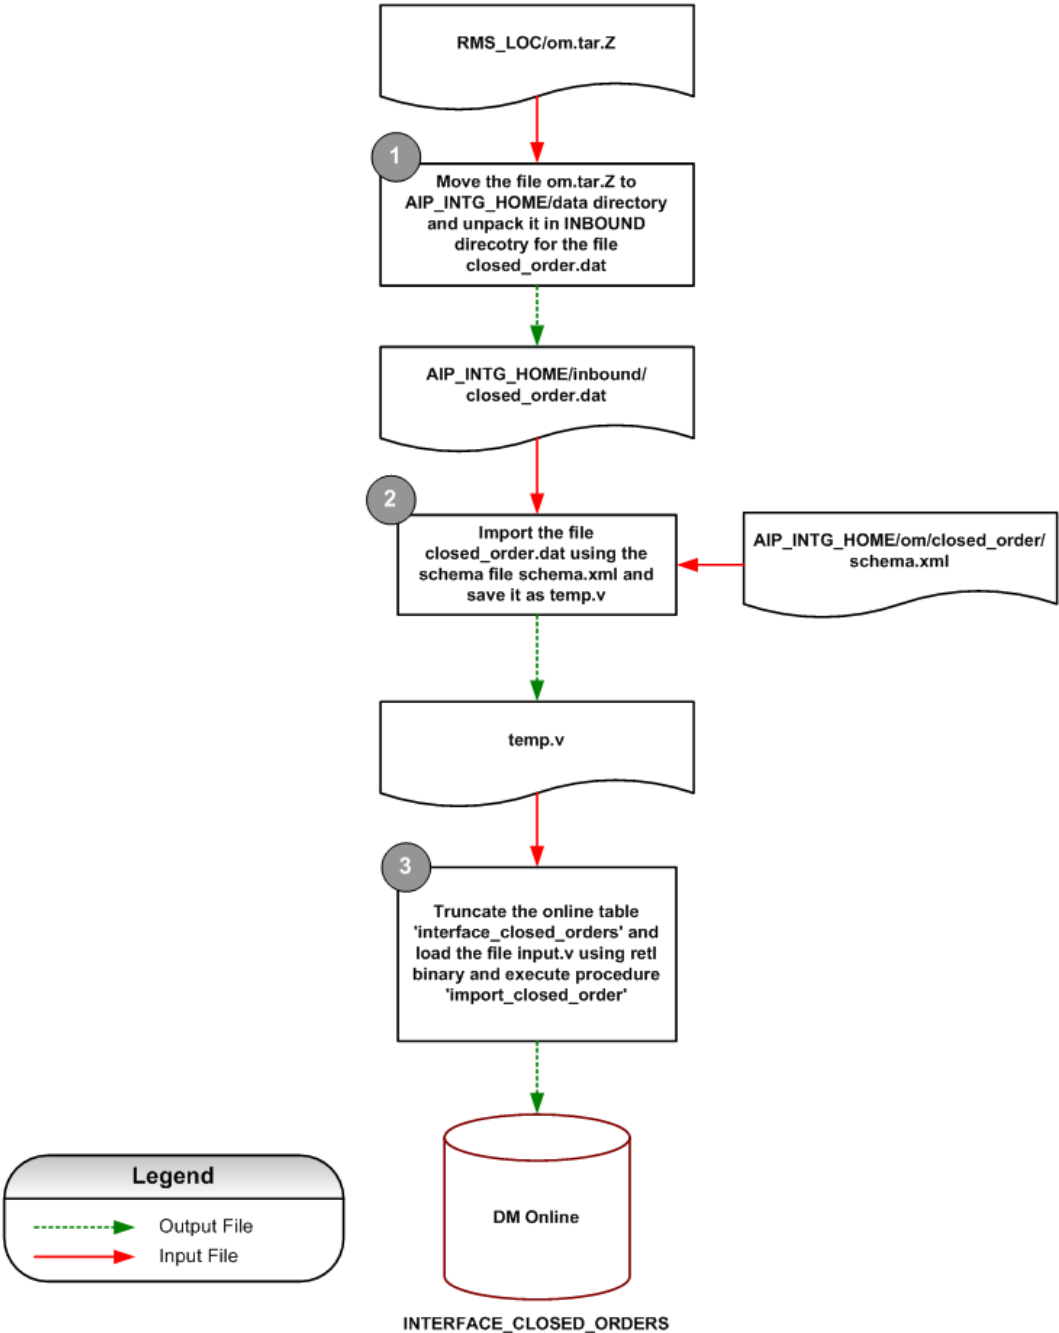 RMS_LOC/om.tar.Z
1
Move the file om.tar.Z to
AIP_INTG_HOME/data directory
and unpack it in INBOUND
direcotry for the file
closed_order.dat
AIP_INTG_HOME/inbound/
closed_order.dat
2
Import the file
closed_order.dat using the
schema file schema.xml and
save it as temp.v
AIP_INTG_HOME/om/closed_order/
schema.xml
temp.v
3
Truncate the online table
'interface_closed_orders' and
load the file input.v using retl
binary and execute procedure
'import_closed_order'
DM Online
INTERFACE_CLOSED_ORDERS
Legend
Output File
Input File